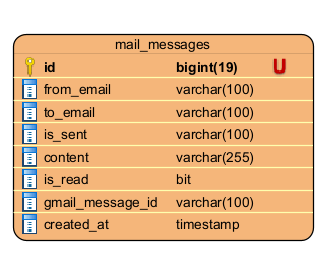 mail_messages
id bigint(19) U
from_email varchar(100)
to_email varchar(100)
is_sent varchar(100)
content varchar(255)
is_read bit
gmail_message_id varchar(100)
created_at timestamp